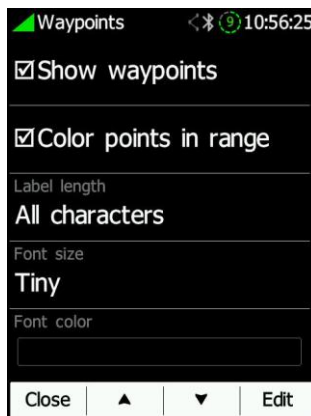 Waypoints 9 10:56:25
Show waypoints
Color points in range
Label length
All characters
Font size
Tiny
Font color
Close Edit